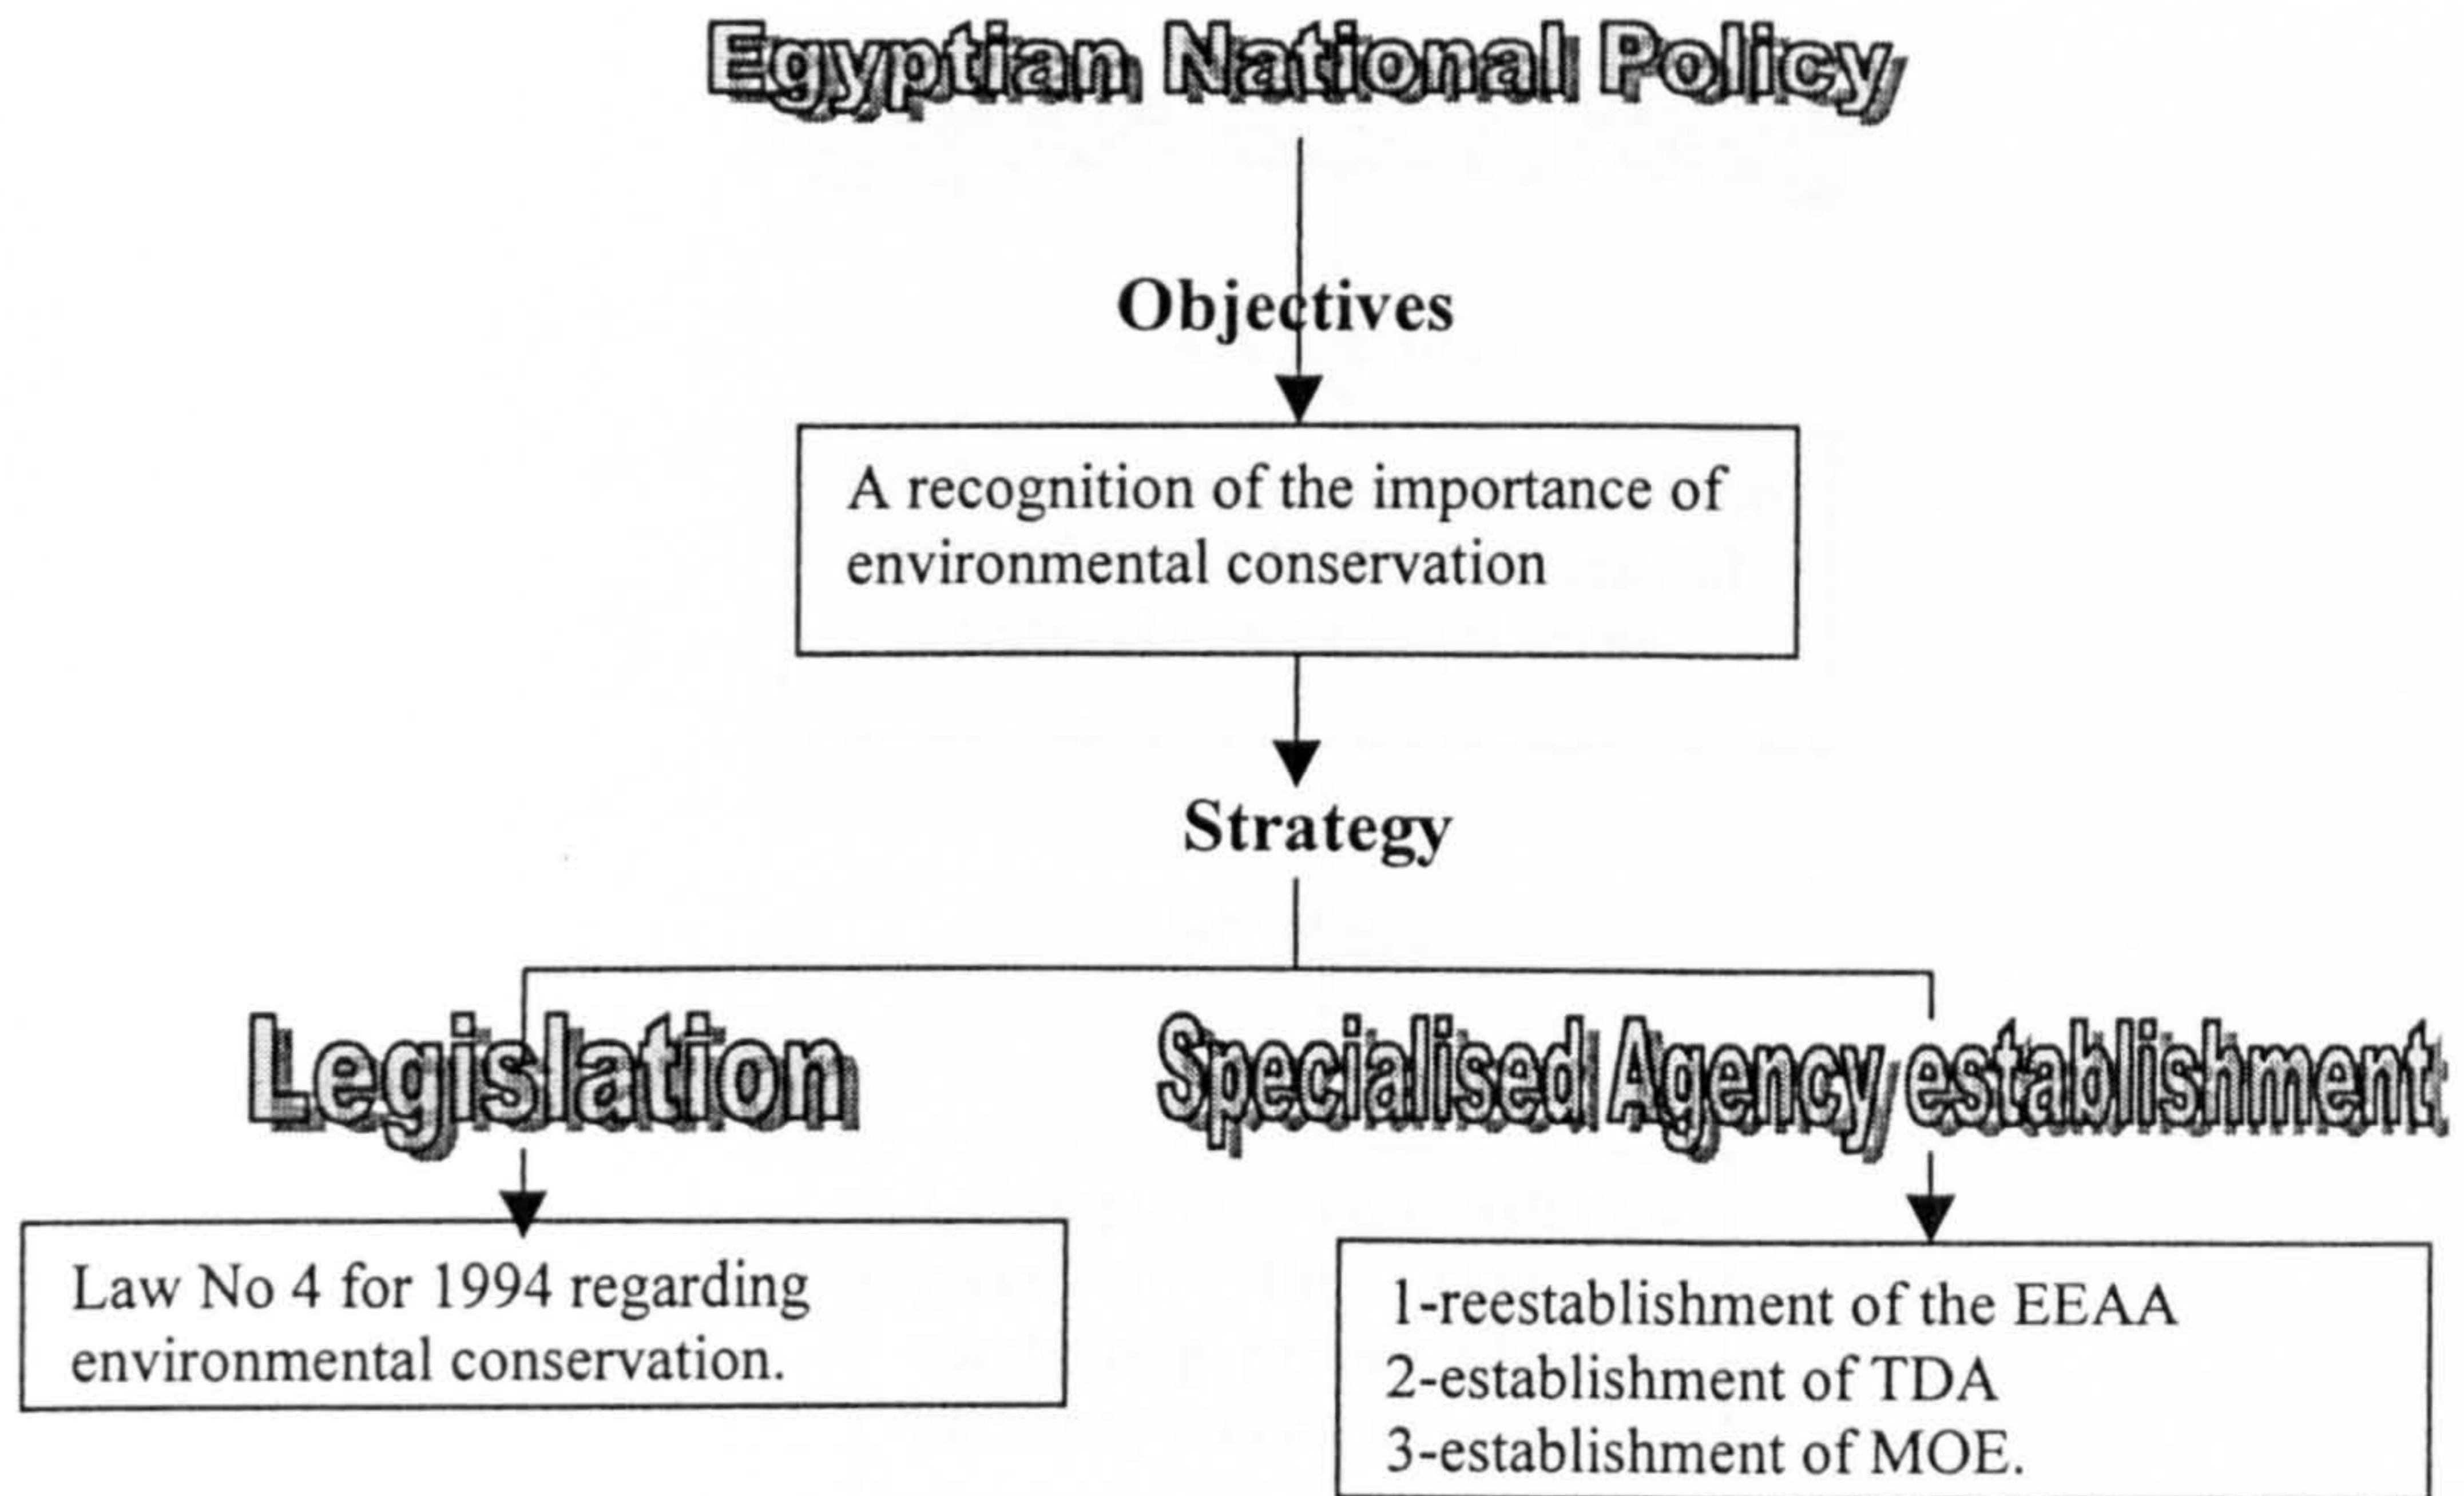 Egyptian National Policy
Objectives
A recognition of the importance of
environmental conservation
Strategy
Legislation
Specialised Agency establishment
Law No 4 for 1994 regarding
environmental conservation.
1-reestablishment of the EEAA
2-establishment of TDA
3-establishment of MOE.